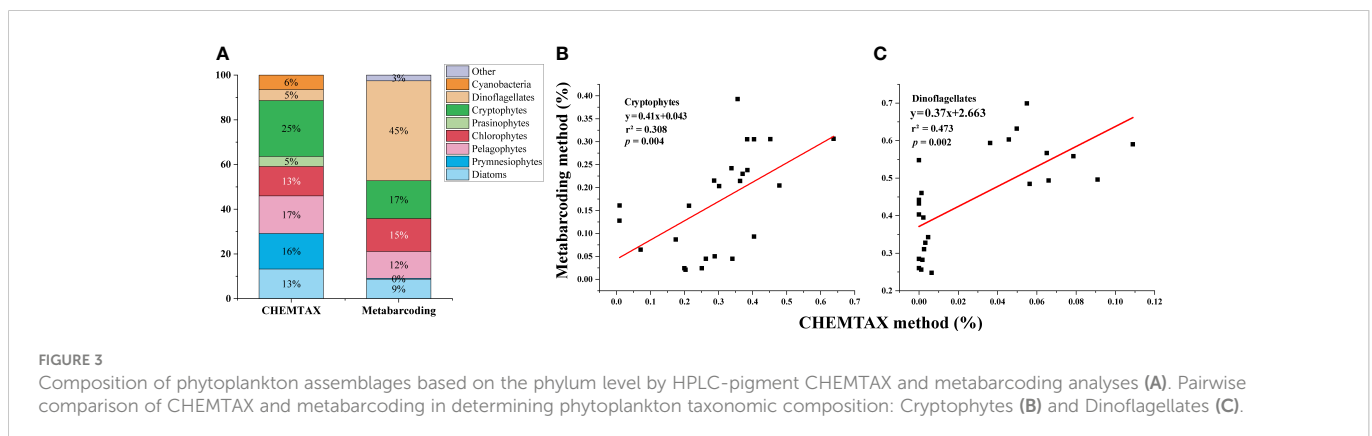 A
100
80
60
40
20
0
6%
5%
25%
5%
13%
17%
16%
13%
3%
45%
17%
15%
12%
0%
9%
CHEMTAX
Metabarcoding
Other
Cyanobacteria
Dinoflagellates
Cryptophytes
Prasinophytes
Chlorophytes
Pelagophytes
Prymnesiophytes
Diatoms
B
Metabarcoding method (%)
0.40
0.35
0.30
0.25
0.20
0.15
0.10
0.05
0.00
Cryptophytes
y=0.41x+0.043
r² = 0.308
p = 0.004
0.0 0.1 0.2 0.3 0.4 0.5 0.6 0.7
C
0.7
0.6
0.5
0.4
0.3
0.2
Dinoflagellates
y=0.37x+2.663
r² = 0.473
p = 0.002
0.00 0.02 0.04 0.06 0.08 0.10 0.12
CHEMTAX method (%)
FIGURE 3
Composition of phytoplankton assemblages based on the phylum level by HPLC-pigment CHEMTAX and metabarcoding analyses (A). Pairwise
comparison of CHEMTAX and metabarcoding in determining phytoplankton taxonomic composition: Cryptophytes (B) and Dinoflagellates (C).